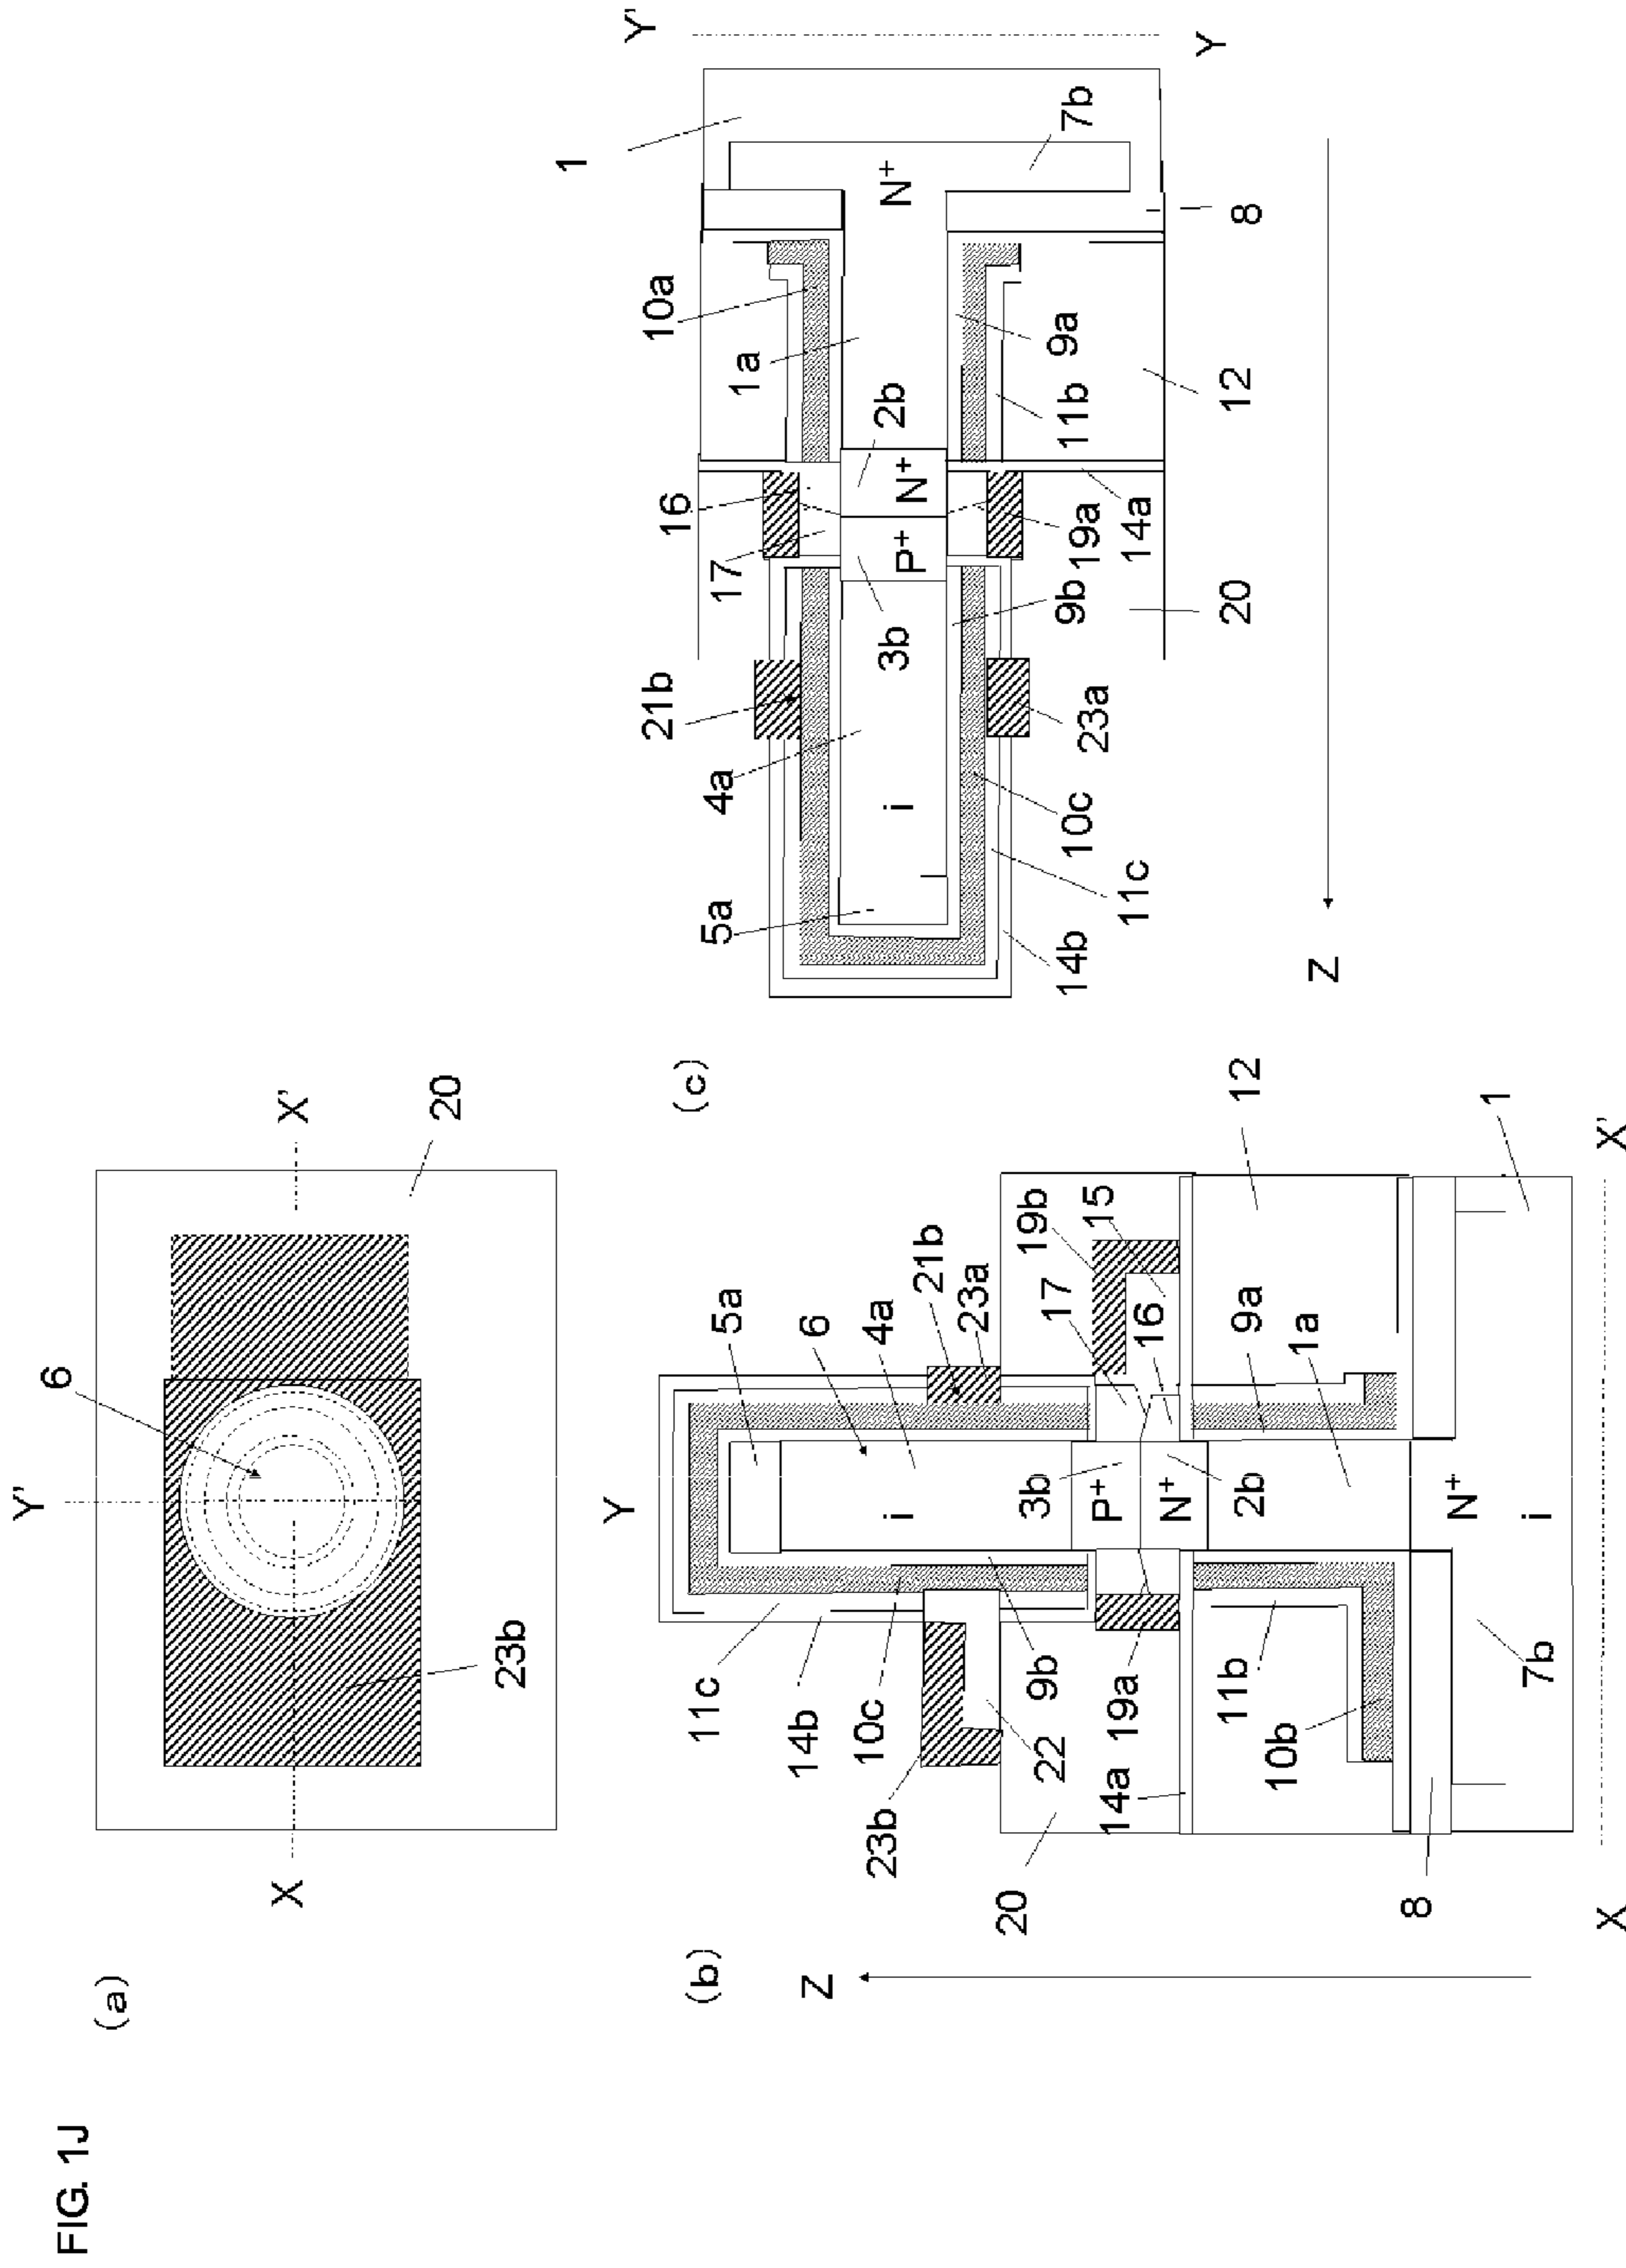 FIG. 1J
(a)
Y'
6
X
X'
20
23b
(b)
Z
Y
11c
5a
14b
6
10c
4a
23b
i
21b
23a
20
22
9b
3b
17
19b
15
P⁺
14a
19a
16
N⁺
11b
2b
9a
12
10b
1a
8
N⁺
1
7b
i
X
X'
(c)
1
Y'
21b
10a
16
5a
4a
17
1a
3b
2b
i
P⁺
N⁺
N⁺
14b
10c
9b
19a
9a
11b
7b
23a
11c
14a
Y
20
12
8
Z